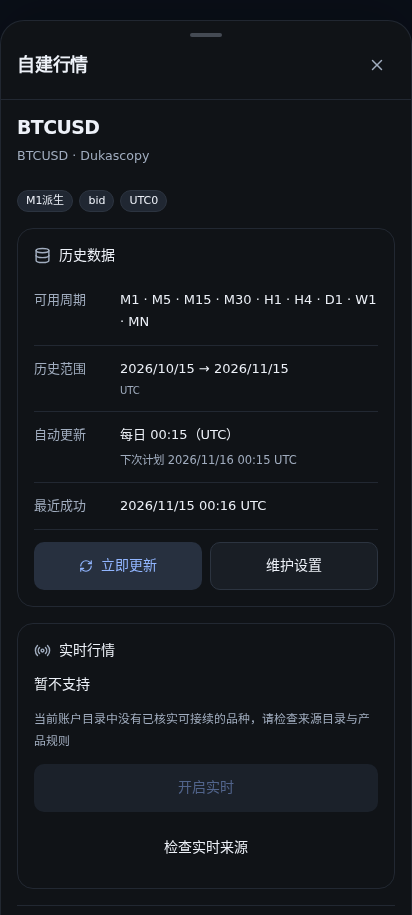 自建行情
BTCUSD
BTCUSD · Dukascopy
M1派生 bid UTC0
历史数据
可用周期 M1 · M5 · M15 · M30 · H1 · H4 · D1 · W1
· MN
历史范围 2026/10/15 → 2026/11/15
UTC
自动更新 每日 00:15（UTC）
下次计划 2026/11/16 00:15 UTC
最近成功 2026/11/15 00:16 UTC
立即更新 维护设置
实时行情
暂不支持
当前账户目录中没有已核实可接续的品种，请检查来源目录与产
品规则
开启实时
检查实时来源